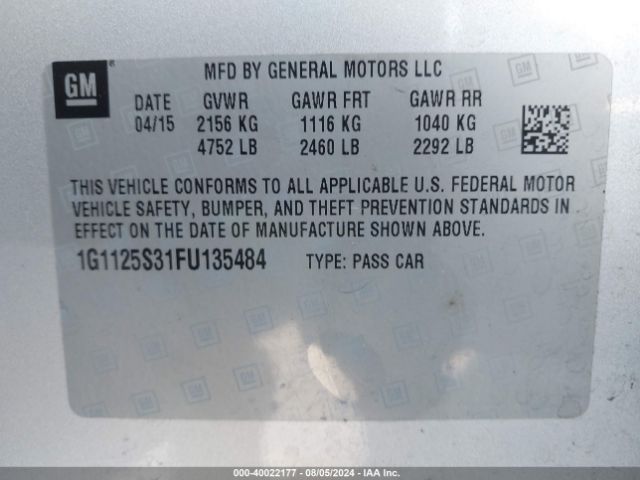 GM ®
MFD BY GENERAL MOTORS LLC
DATE GVWR GAWR FRT GAWR RR
04/15 2156 KG 1116 KG 1040 KG
4752 LB 2460 LB 2292 LB
THIS VEHICLE CONFORMS TO ALL APPLICABLE U.S. FEDERAL MOTOR
VEHICLE SAFETY, BUMPER, AND THEFT PREVENTION STANDARDS IN
EFFECT ON THE DATE OF MANUFACTURE SHOWN ABOVE.
1G1125S31FU135484 TYPE: PASS CAR
000-40022177 - 08/05/2024 - IAA Inc.